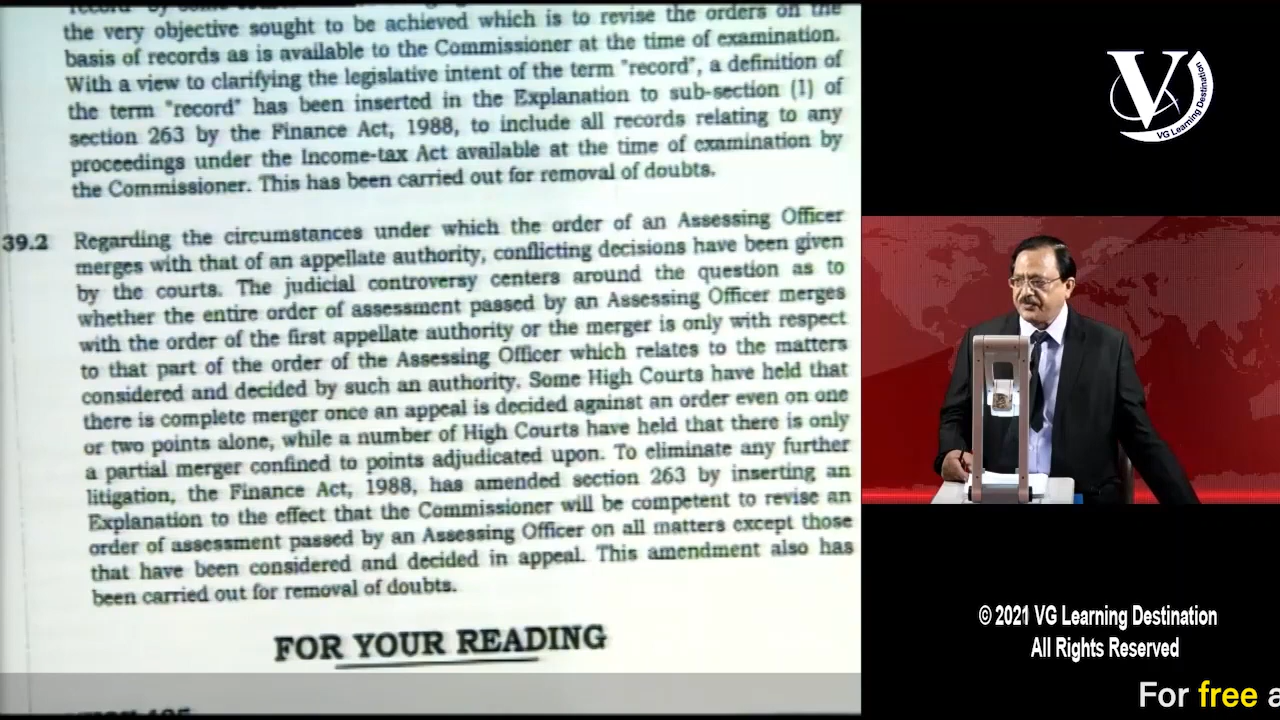 the very objective sought to be achieved which is to revise the orders on the
basis of records as is available to the Commissioner at the time of examination.
With a view to clarifying the legislative intent of the term "record", a definition of
the term "record" has been inserted in the Explanation to sub-section (1) of
section 263 by the Finance Act, 1988, to include all records relating to any
proceedings under the Income-tax Act available at the time of examination by
the Commissioner. This has been carried out for removal of doubts.
39.2 Regarding the circumstances under which the order of an Assessing Officer
merges with that of an appellate authority, conflicting decisions have been given
by the courts. The judicial controversy centers around the question as to
whether the entire order of assessment passed by an Assessing Officer merges
with the order of the first appellate authority or the merger is only with respect
to that part of the order of the Assessing Officer which relates to the matters
considered and decided by such an authority. Some High Courts have held that
there is complete merger once an appeal is decided against an order even on one
or two points alone, while a number of High Courts have held that there is only
a partial merger confined to points adjudicated upon. To eliminate any further
litigation, the Finance Act, 1988, has amended section 263 by inserting an
Explanation to the effect that the Commissioner will be competent to revise an
order of assessment passed by an Assessing Officer on all matters except those
that have been considered and decided in appeal. This amendment also has
been carried out for removal of doubts.
FOR YOUR READING
VG
VG Learning Destination
© 2021 VG Learning Destination
All Rights Reserved
For free a